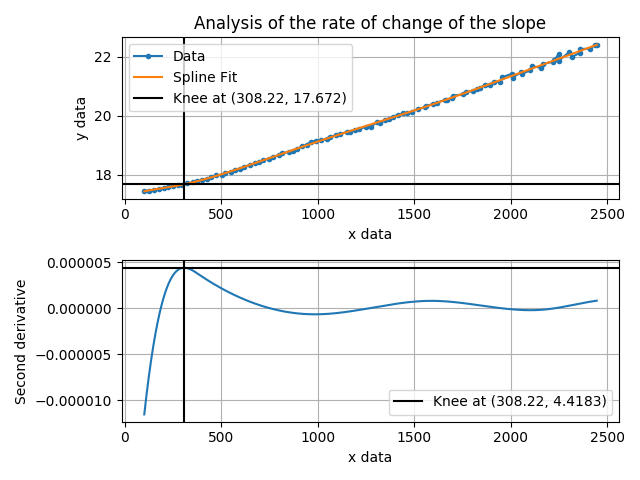 Analysis of the rate of change of the slope
Data
Spline Fit
Knee at (308.22, 17.672)
22
20
18
y data
0 500 1000 1500 2000 2500
x data
0.000005
0.000000
−0.000005
−0.000010
Second derivative
Knee at (308.22, 4.4183)
0 500 1000 1500 2000 2500
x data